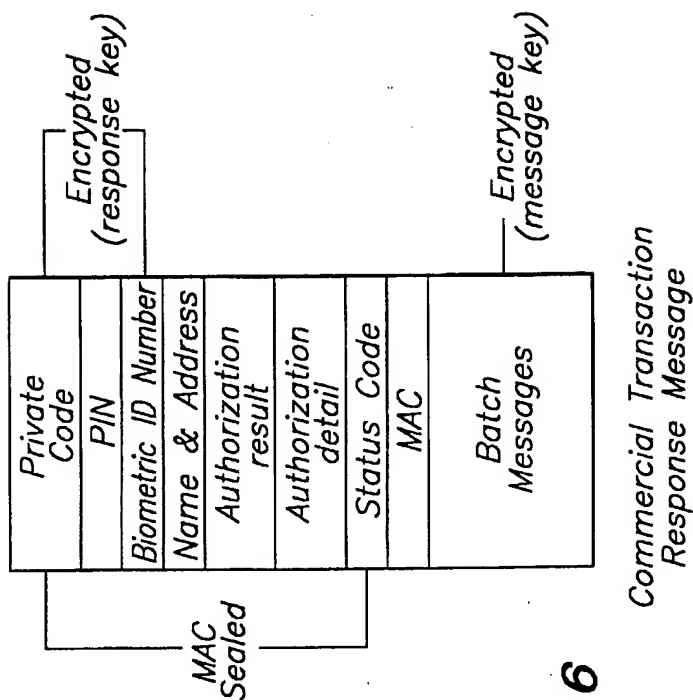 Private
Code
PIN
Biometric ID Number
Name & Address
Authorization
result
Authorization
detail
Status Code
MAC
Batch
Messages
Encrypted
(response key)
Encrypted
(message key)
MAC
Sealed
6
Commercial Transaction
Response Message